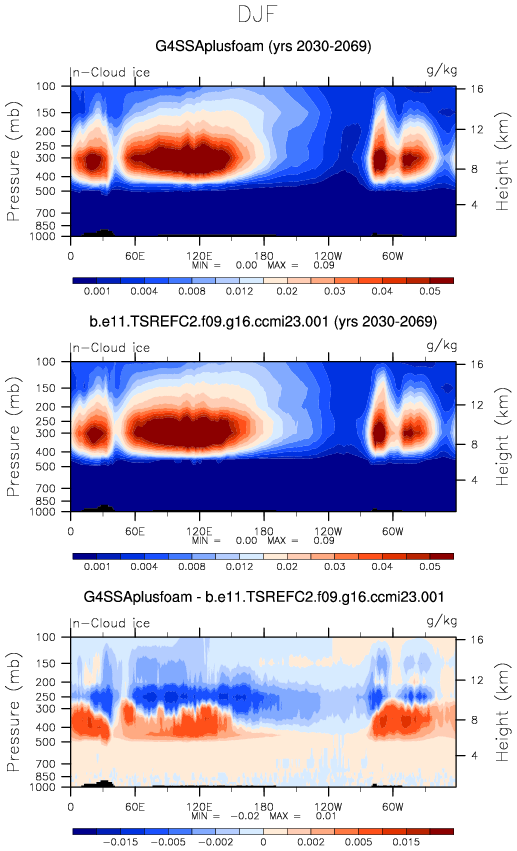 DJF
G4SSAplusfoam (yrs 2030-2069)
In-Cloud ice g/kg
Pressure (mb)
100
150
200
250
300
400
500
700
850
1000
16
12
8
4
Height (km)
0 60E 120E 180 120W 60W
MIN = 0.00 MAX = 0.09
0.001 0.004 0.008 0.012 0.02 0.03 0.04 0.05
b.e11.TSREFC2.f09.g16.ccmi23.001 (yrs 2030-2069)
In-Cloud ice g/kg
Pressure (mb)
100
150
200
250
300
400
500
700
850
1000
16
12
8
4
Height (km)
0 60E 120E 180 120W 60W
MIN = 0.00 MAX = 0.09
0.001 0.004 0.008 0.012 0.02 0.03 0.04 0.05
G4SSAplusfoam - b.e11.TSREFC2.f09.g16.ccmi23.001
In-Cloud ice g/kg
Pressure (mb)
100
150
200
250
300
400
500
700
850
1000
16
12
8
4
Height (km)
0 60E 120E 180 120W 60W
MIN = -0.02 MAX = 0.01
-0.015 -0.005 -0.002 0 0.002 0.005 0.015